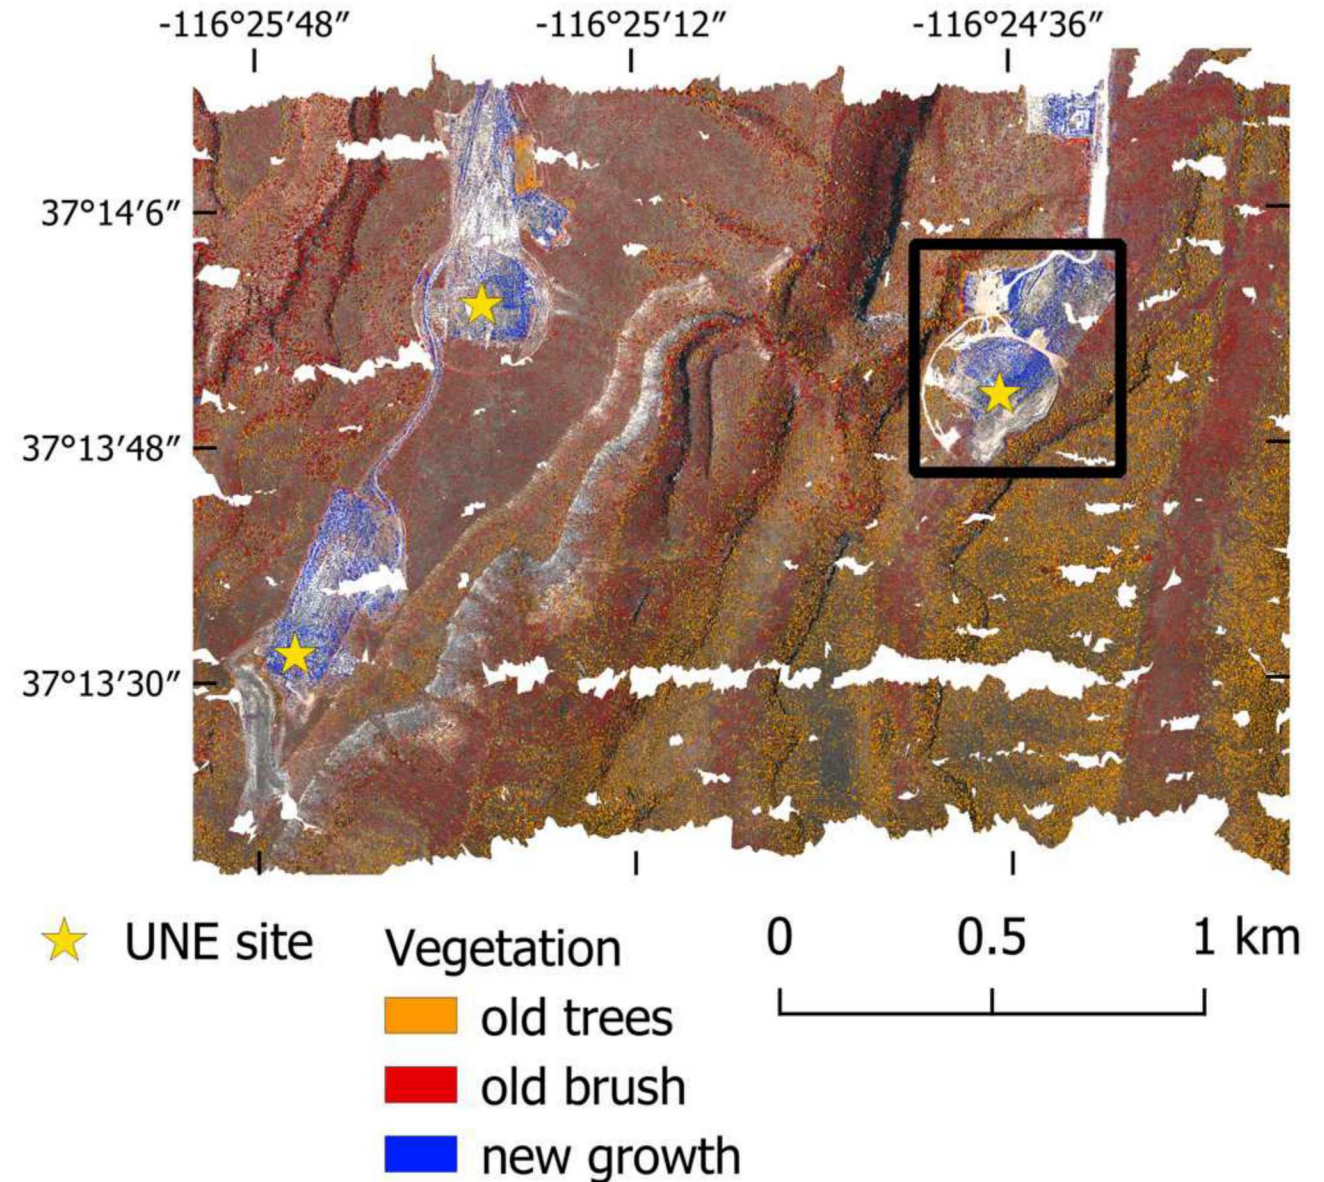 -116°25′48″ -116°25′12″ -116°24′36″
37°14′6″
37°13′48″
37°13′30″
UNE site
Vegetation
old trees
old brush
new growth
0 0.5 1 km